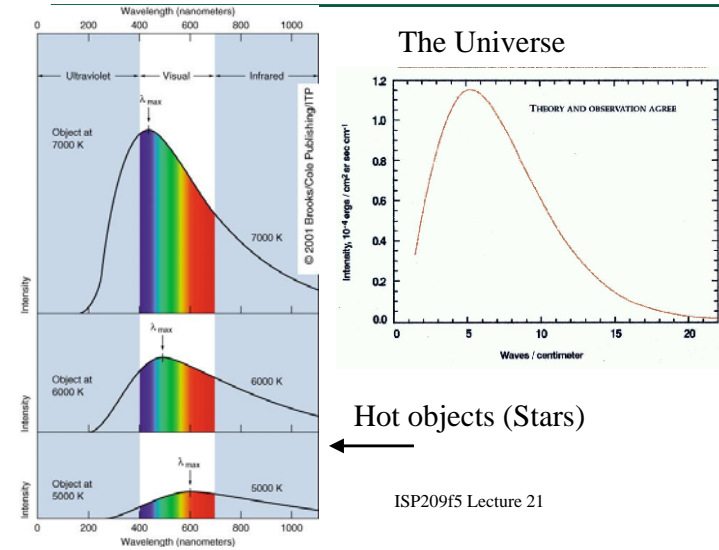 Wavelength (nanometers)
0 200 400 600 800 1000
Ultraviolet Visual Infrared
λ max
Object at
7000 K
7000 K
Intensity
© 2001 Brooks/Cole Publishing/ITP
λ max
Object at
6000 K
6000 K
Intensity
λ max
Object at
5000 K
5000 K
Intensity
0 200 400 600 800 1000
Wavelength (nanometers)
The Universe
THEORY AND OBSERVATION AGREE
1.2
1.0
0.8
0.6
0.4
0.2
0.0
Intensity, 10⁻⁴ ergs / cm² sr sec cm⁻¹
0 5 10 15 20
Waves / centimeter
Hot objects (Stars)
ISP209f5 Lecture 21